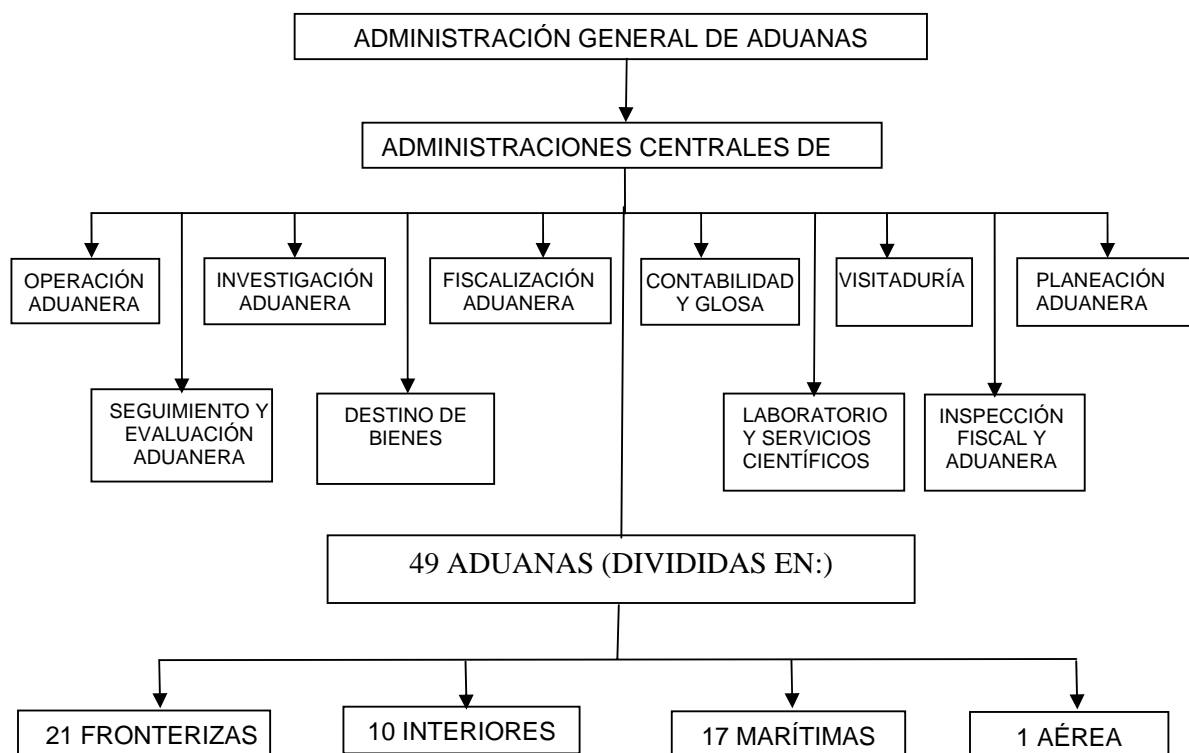 ADMINISTRACIÓN GENERAL DE ADUANAS
ADMINISTRACIONES CENTRALES DE
OPERACIÓN
ADUANERA
INVESTIGACIÓN
ADUANERA
FISCALIZACIÓN
ADUANERA
CONTABILIDAD
Y GLOSA
VISITADURÍA
PLANEACIÓN
ADUANERA
SEGUIMIENTO Y
EVALUACIÓN
ADUANERA
DESTINO DE
BIENES
LABORATORIO
Y SERVICIOS
CIENTÍFICOS
INSPECCIÓN
FISCAL Y
ADUANERA
49 ADUANAS (DIVIDIDAS EN:)
21 FRONTERIZAS
10 INTERIORES
17 MARÍTIMAS
1 AÉREA